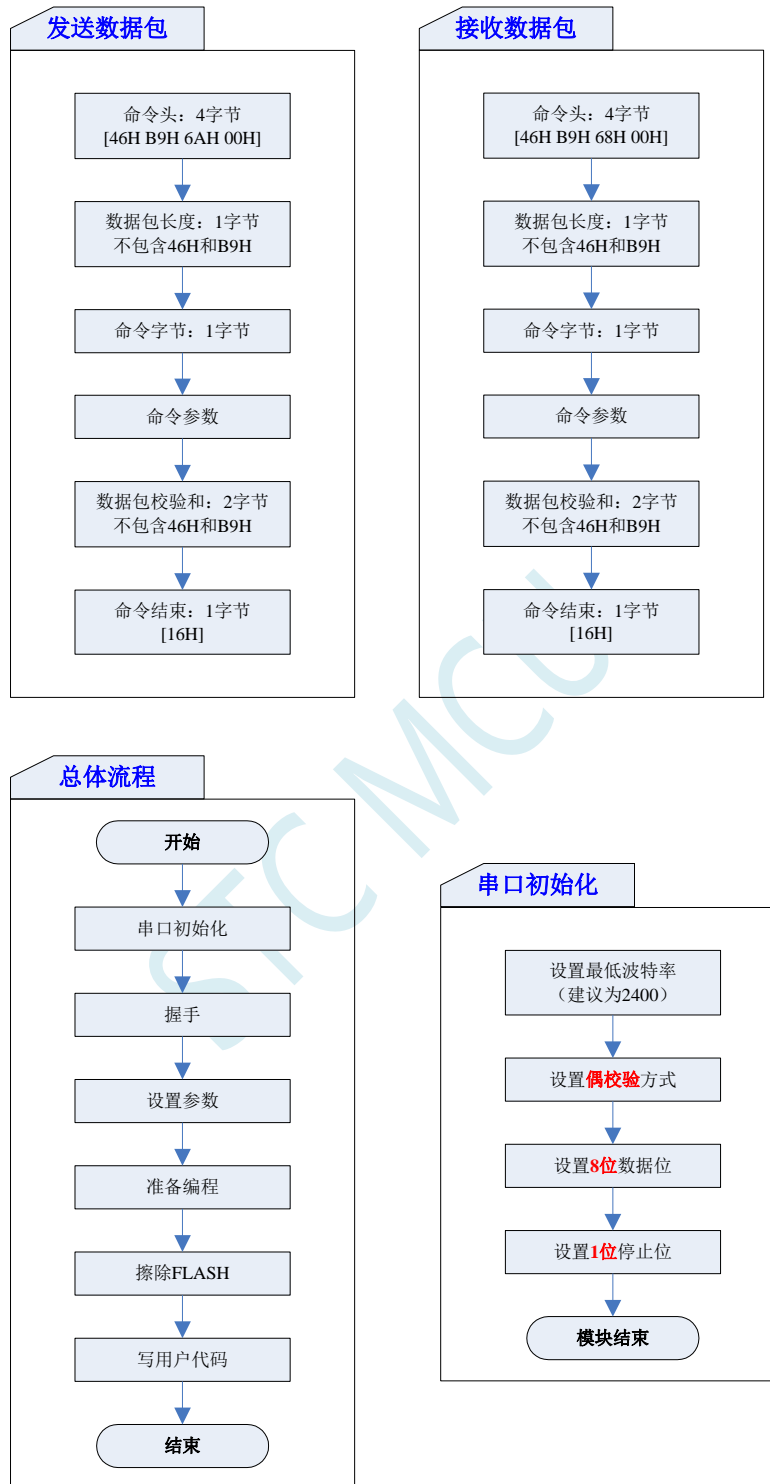 发送数据包
命令头：4字节
[46H B9H 6AH 00H]
数据包长度：1字节
不包含46H和B9H
命令字节：1字节
命令参数
数据包校验和：2字节
不包含46H和B9H
命令结束：1字节
[16H]
接收数据包
命令头：4字节
[46H B9H 68H 00H]
数据包长度：1字节
不包含46H和B9H
命令字节：1字节
命令参数
数据包校验和：2字节
不包含46H和B9H
命令结束：1字节
[16H]
总体流程
开始
串口初始化
握手
设置参数
准备编程
擦除FLASH
写用户代码
结束
串口初始化
设置最低波特率
（建议为2400）
设置偶校验方式
设置8位数据位
设置1位停止位
模块结束
STC MCU